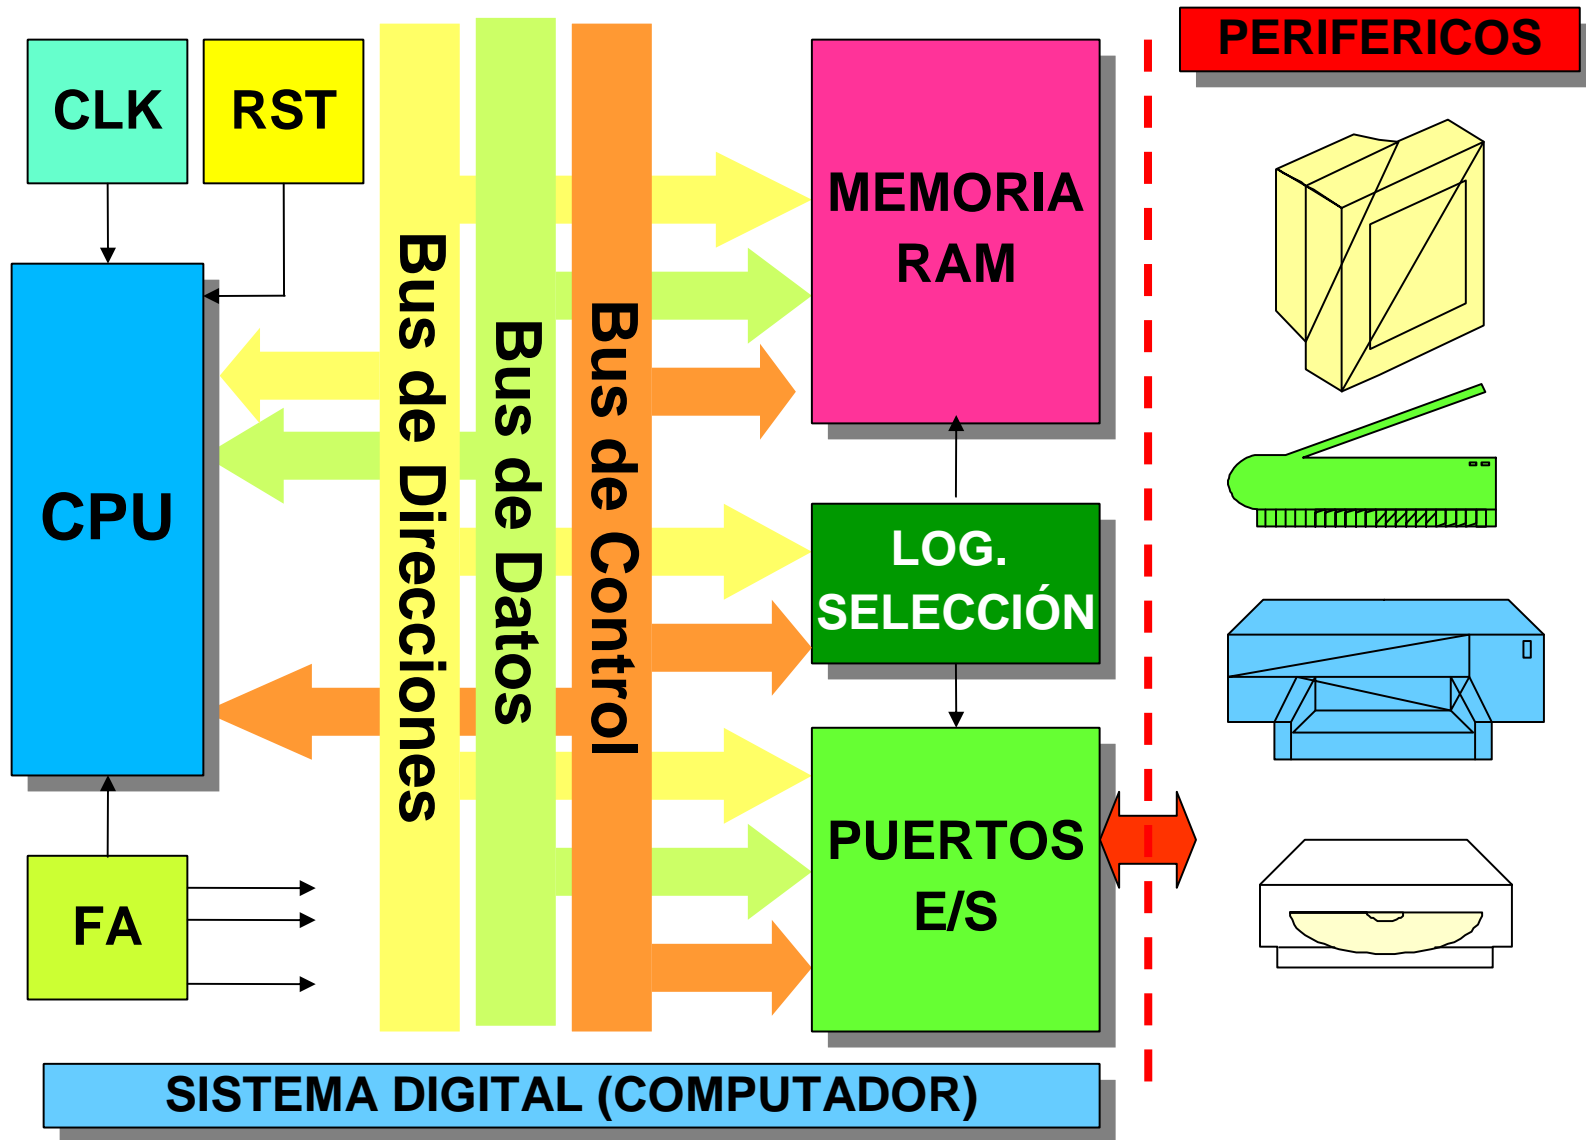 PERIFERICOS
CLK
RST
MEMORIA
RAM
Bus de Direcciones
Bus de Datos
Bus de Control
CPU
LOG.
SELECCIÓN
PUERTOS
E/S
FA
SISTEMA DIGITAL (COMPUTADOR)